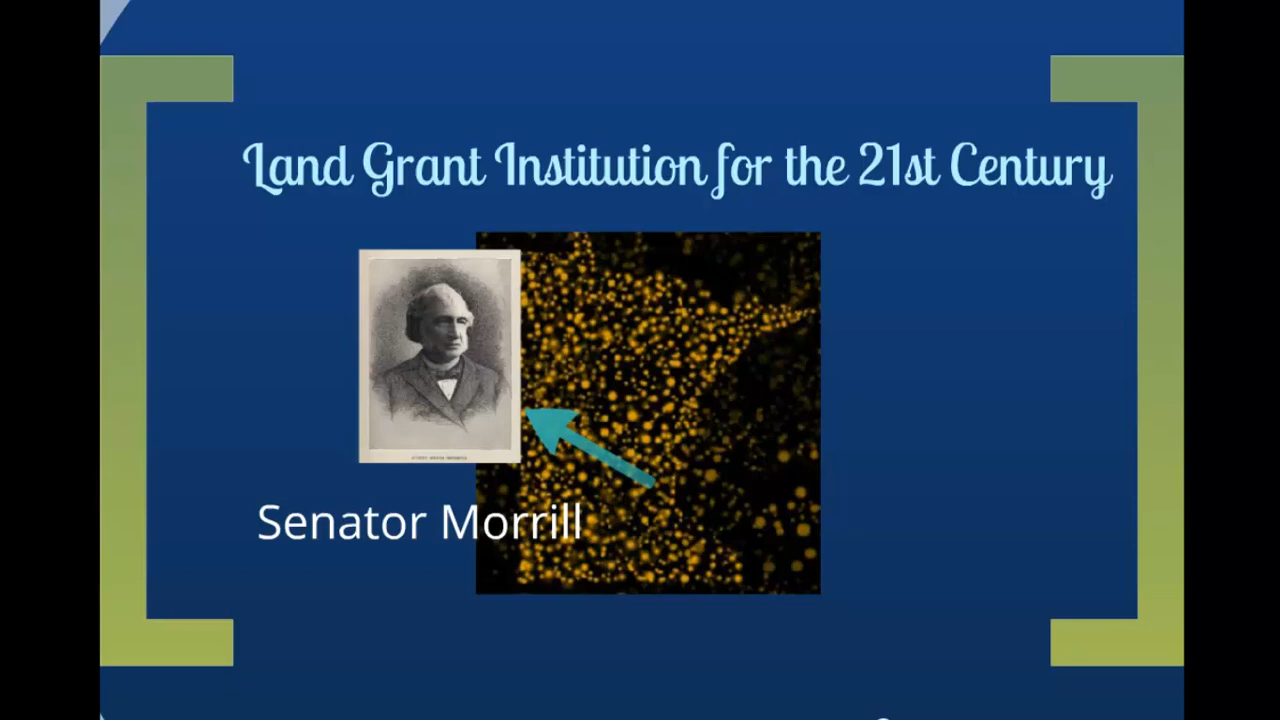 Land Grant Institution for the 21st Century
Senator Morrill